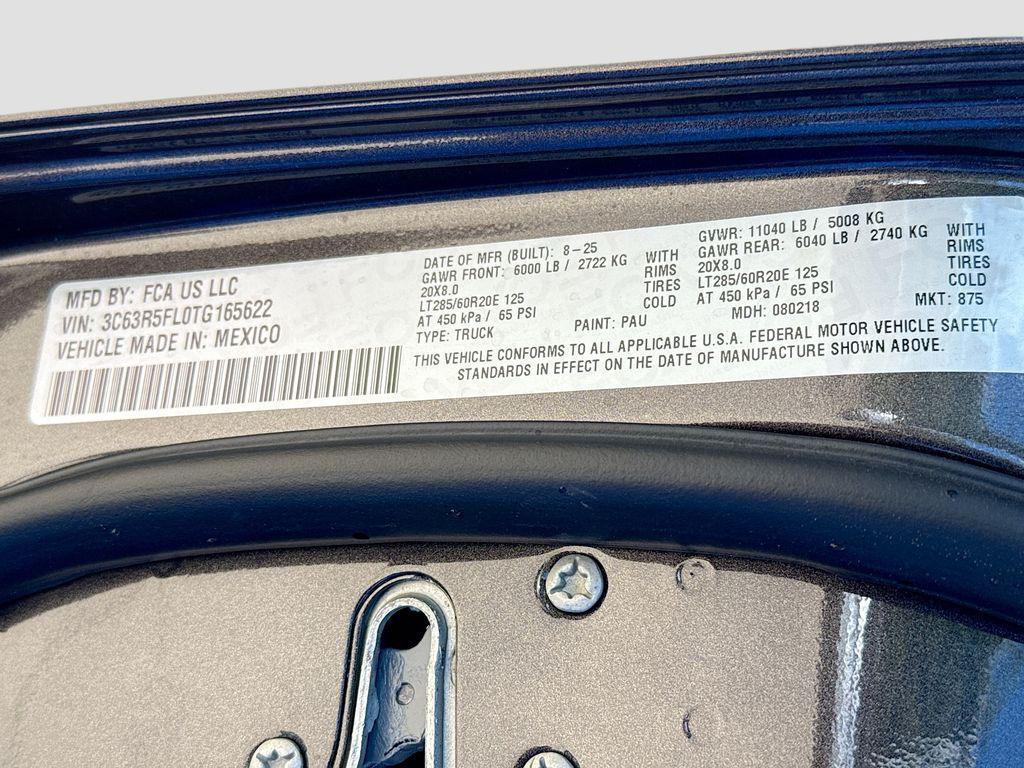 MFD BY: FCA US LLC
VIN: 3C63R5FL0TG165622
VEHICLE MADE IN: MEXICO
DATE OF MFR (BUILT): 8-25
GAWR FRONT: 6000 LB / 2722 KG WITH
20X8.0 RIMS
LT285/60R20E 125 TIRES
AT 450 kPa / 65 PSI COLD
TYPE: TRUCK
PAINT: PAU
GVWR: 11040 LB / 5008 KG
GAWR REAR: 6040 LB / 2740 KG WITH
20X8.0 RIMS
LT285/60R20E 125 TIRES
AT 450 kPa / 65 PSI COLD
MDH: 080218
MKT: 875
THIS VEHICLE CONFORMS TO ALL APPLICABLE U.S.A. FEDERAL MOTOR VEHICLE SAFETY
STANDARDS IN EFFECT ON THE DATE OF MANUFACTURE SHOWN ABOVE.